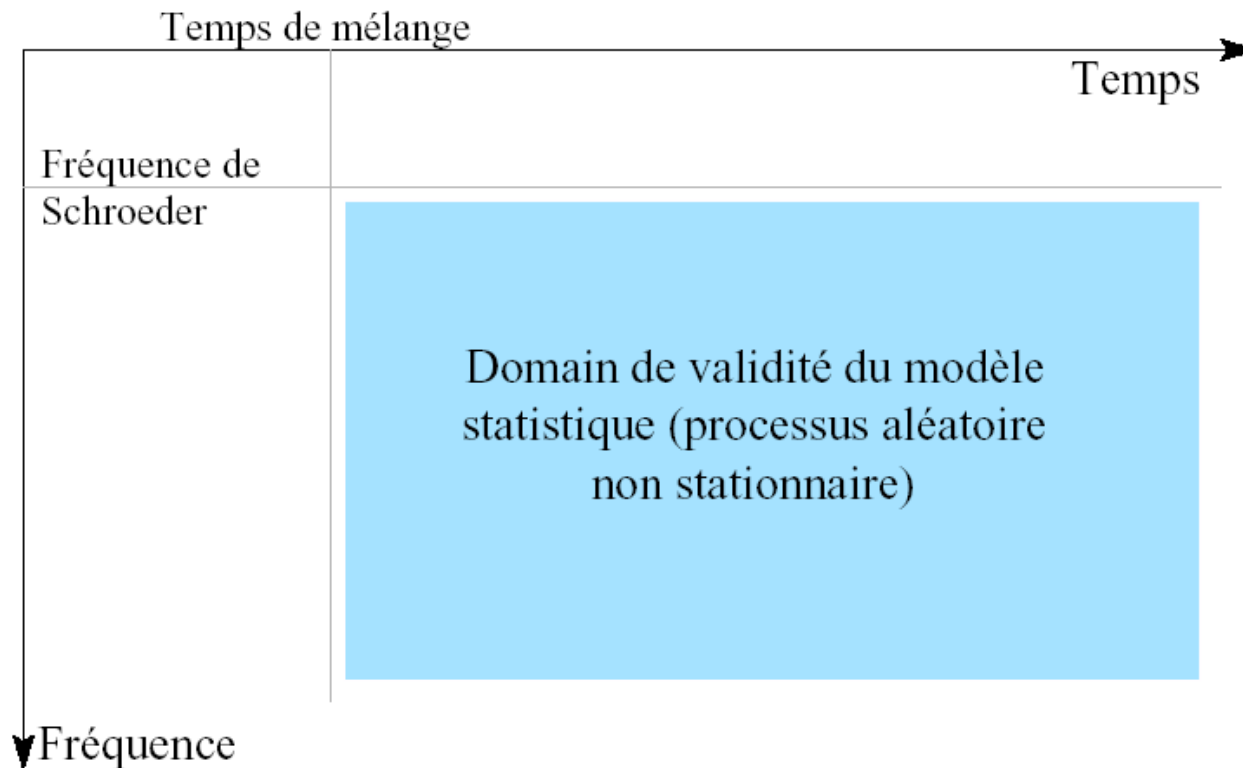 Temps de mélange
Temps
Fréquence de
Schroeder
Domain de validité du modèle
statistique (processus aléatoire
non stationnaire)
Fréquence